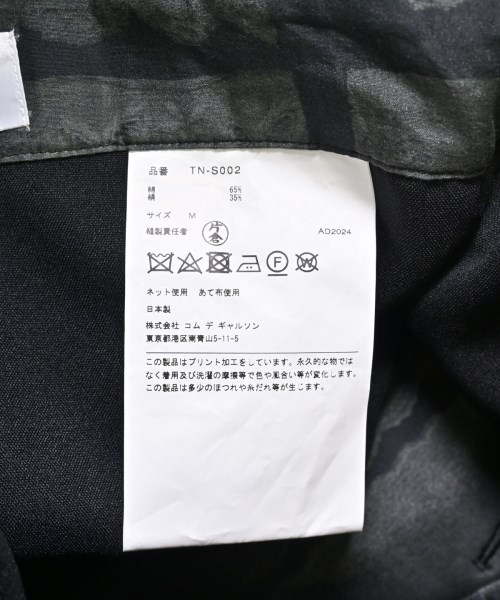 品番 TN-S002
綿 65%
絹 35%
サイズ M
縫製責任者 片倉 AD2024
F W
ネット使用 あて布使用
日本製
株式会社 コム デ ギャルソン
東京都港区南青山5-11-5
この製品はプリント加工をしています。永久的な物では
なく着用及び洗濯の摩擦等で色や風合い等が変化します。
この製品は多少のほつれや糸だれ等が生じます。